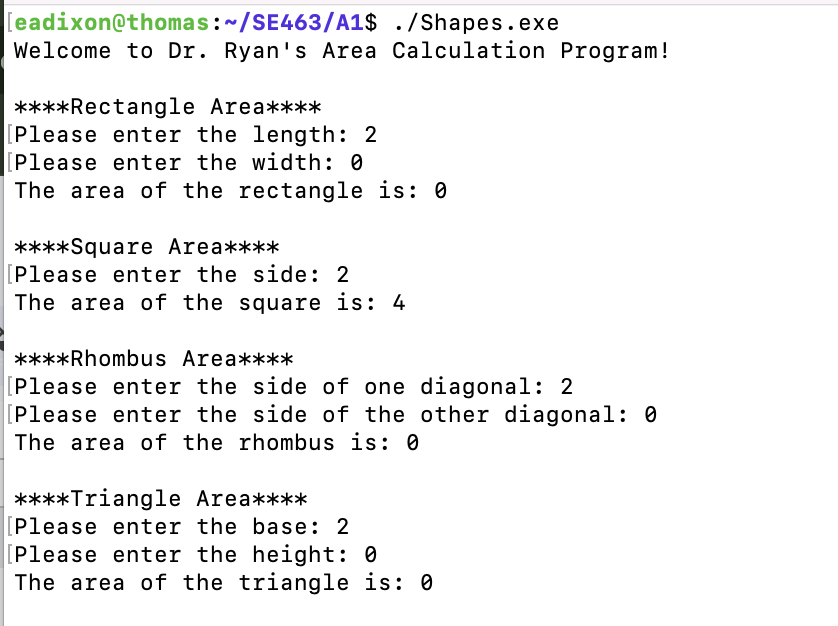 [eadixon@thomas:~/SE463/A1$ ./Shapes.exe
Welcome to Dr. Ryan's Area Calculation Program!
****Rectangle Area****
[Please enter the length: 2
[Please enter the width: 0
The area of the rectangle is: 0
****Square Area****
[Please enter the side: 2
The area of the square is: 4
****Rhombus Area****
[Please enter the side of one diagonal: 2
[Please enter the side of the other diagonal: 0
The area of the rhombus is: 0
****Triangle Area****
[Please enter the base: 2
[Please enter the height: 0
The area of the triangle is: 0